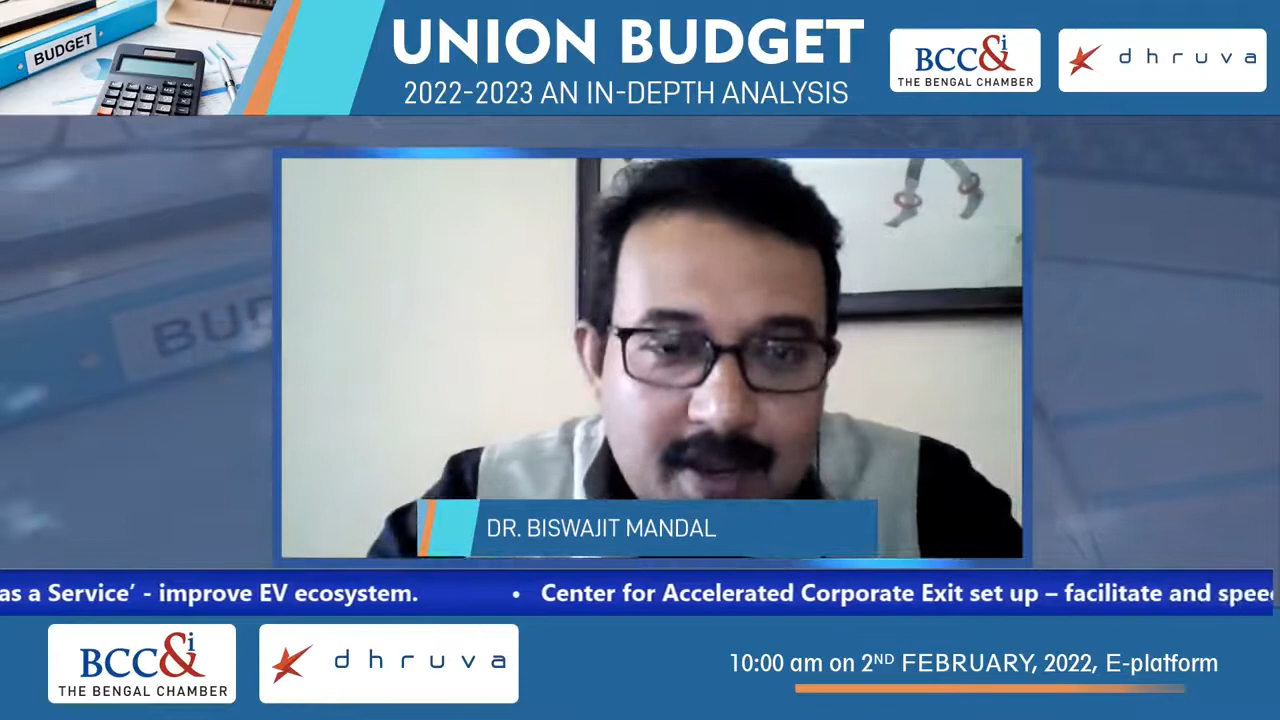 BUDGET
UNION BUDGET
2022-2023 AN IN-DEPTH ANALYSIS
BCC&i
THE BENGAL CHAMBER
dhruva
BUD
DR. BISWAJIT MANDAL
as a Service’ - improve EV ecosystem. • Center for Accelerated Corporate Exit set up – facilitate and spee
BCC&i
THE BENGAL CHAMBER
dhruva
10:00 am on 2ND FEBRUARY, 2022, E-platform